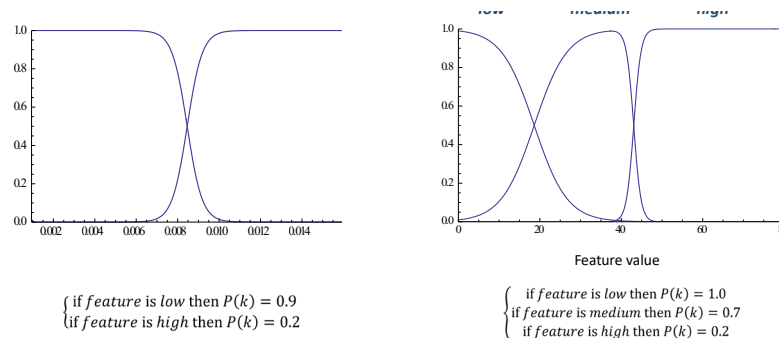 low medium high
1.0
0.8
0.6
0.4
0.2
0.0
0.002 0.004 0.006 0.008 0.010 0.012 0.014
1.0
0.8
0.6
0.4
0.2
0.0
0 20 40 60
Feature value
if feature is low then P(k) = 0.9
if feature is high then P(k) = 0.2
if feature is low then P(k) = 1.0
if feature is medium then P(k) = 0.7
if feature is high then P(k) = 0.2